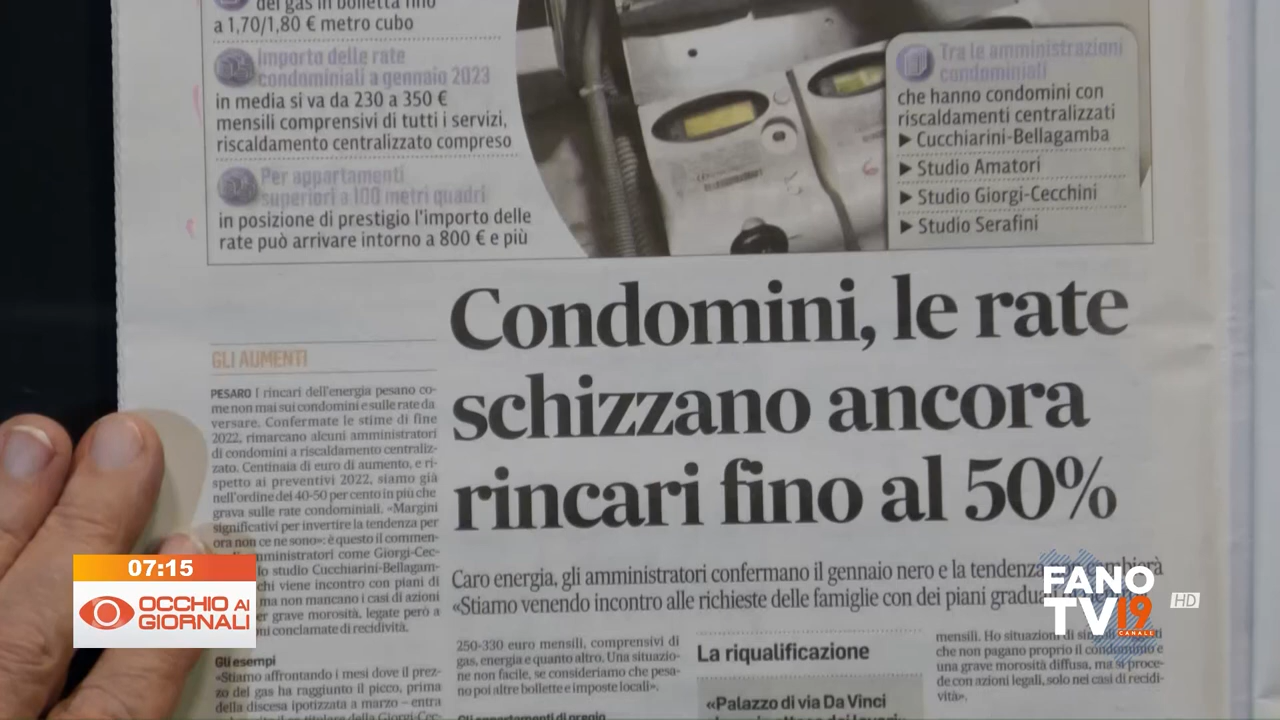 del gas in bolletta fino
a 1,70/1,80 € metro cubo
Importo delle rate
condominiali a gennaio 2023
in media si va da 230 a 350 €
mensili comprensivi di tutti i servizi,
riscaldamento centralizzato compreso
Per appartamenti
superiori a 100 metri quadri
in posizione di prestigio l'importo delle
rate può arrivare intorno a 800 € e più
Tra le amministrazioni
condominiali
che hanno condomini con
riscaldamenti centralizzati
▶ Cucchiarini-Bellagamba
▶ Studio Amatori
▶ Studio Giorgi-Cecchini
▶ Studio Serafini
Condomini, le rate
schizzano ancora
rincari fino al 50%
Caro energia, gli amministratori confermano il gennaio nero e la tendenza
«Stiamo venendo incontro alle richieste delle famiglie con dei piani
GLI AUMENTI
PESARO I rincari dell'energia pesano co-
me non mai sui condomini e sulle rate da
versare. Confermate le stime di fine
2022, rimarcano alcuni amministratori
di condomini a riscaldamento centraliz-
zato. Centinaia di euro di aumento, e ri-
spetto ai preventivi 2022, siamo già
nell'ordine del 40-50 per cento in più che
grava sulle rate condominiali. «Margini
significativi per invertire la tendenza per
ora non ce ne sono»: è questo il commen-
amministratori come Giorgi-Cec-
lo studio Cucchiarini-Bellagam-
chi viene incontro con piani di
ma non mancano i casi di azioni
er grave morosità, legate però a
ni conclamate di recidività.
Gli esempi
«Stiamo affrontando i mesi dove il prez-
zo del gas ha raggiunto il picco, prima
della discesa ipotizzata a marzo – entra
250-330 euro mensili, comprensivi di
gas, energia e quanto altro. Una situazio-
ne non facile, se consideriamo che pesa-
no poi altre bollette e imposte locali».
Gli appartamenti di pregio
La riqualificazione
«Palazzo di via Da Vinci
mensili. Ho situazioni di
che non pagano proprio il condominio e
una grave morosità diffusa, ma si proce-
de con azioni legali, solo nei casi di recidi-
vità».
07:15
OCCHIO AI
GIORNALI
FANO
TV 19
CANALE
HD